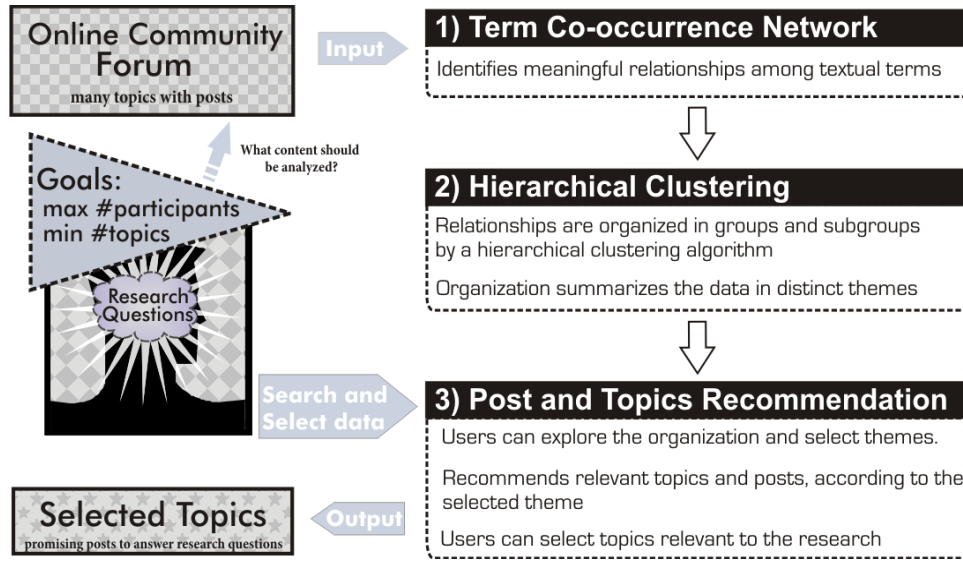 Online Community
Forum
many topics with posts
Input
1) Term Co-occurrence Network
Identifies meaningful relationships among textual terms
What content should
be analyzed?
Goals:
max #participants
min #topics
Research
Questions
2) Hierarchical Clustering
Relationships are organized in groups and subgroups
by a hierarchical clustering algorithm
Organization summarizes the data in distinct themes
Search and
Select data
3) Post and Topics Recommendation
Users can explore the organization and select themes.
Recommends relevant topics and posts, according to the
selected theme
Users can select topics relevant to the research
Output
Selected Topics
promising posts to answer research questions